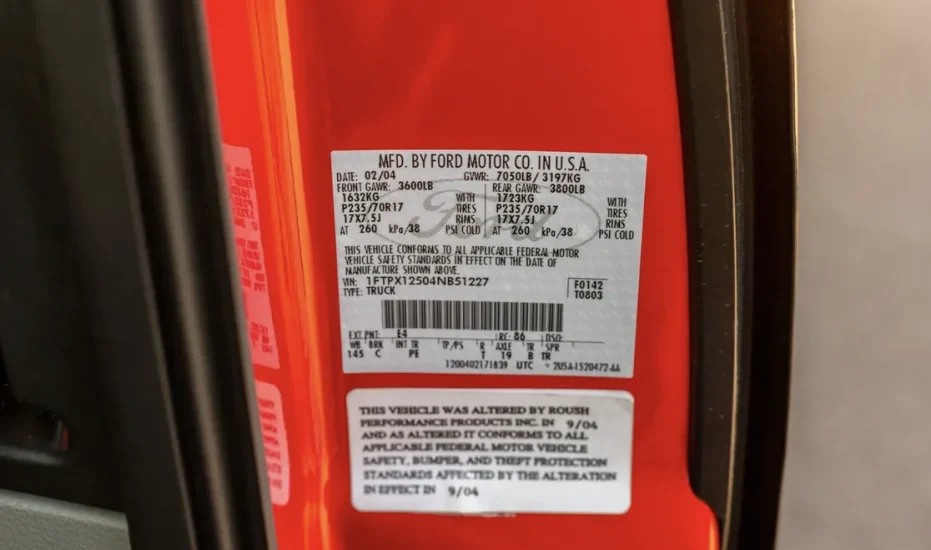 MFD. BY FORD MOTOR CO. IN U.S.A.
DATE: 02/04 GVWR: 7050LB/ 3197KG
FRONT GAWR: 3600LB REAR GAWR: 3800LB
1632KG WITH 1723KG WITH
P235/70R17 TIRES P235/70R17 TIRES
17X7.5J RIMS 17X7.5J RIMS
AT 260 kPa/38 PSI COLD AT 260 kPa/38 PSI COLD
Ford
THIS VEHICLE CONFORMS TO ALL APPLICABLE FEDERAL MOTOR
VEHICLE SAFETY STANDARDS IN EFFECT ON THE DATE OF
MANUFACTURE SHOWN ABOVE.
VIN: 1FTPX12504NB51227 F0142
TYPE: TRUCK T0803
EXT PNT: E4 RC: 86 DSO:
WB BRK INT TR TP/PS R AXLE TR SPR
145 C PE T 19 B TR
1200402171839 UTC 2U5A-1520472-AA
THIS VEHICLE WAS ALTERED BY ROUSH
PERFORMANCE PRODUCTS INC. IN 9/04
AND AS ALTERED IT CONFORMS TO ALL
APPLICABLE FEDERAL MOTOR VEHICLE
SAFETY, BUMPER, AND THEFT PROTECTION
STANDARDS AFFECTED BY THE ALTERATION
IN EFFECT IN 9/04